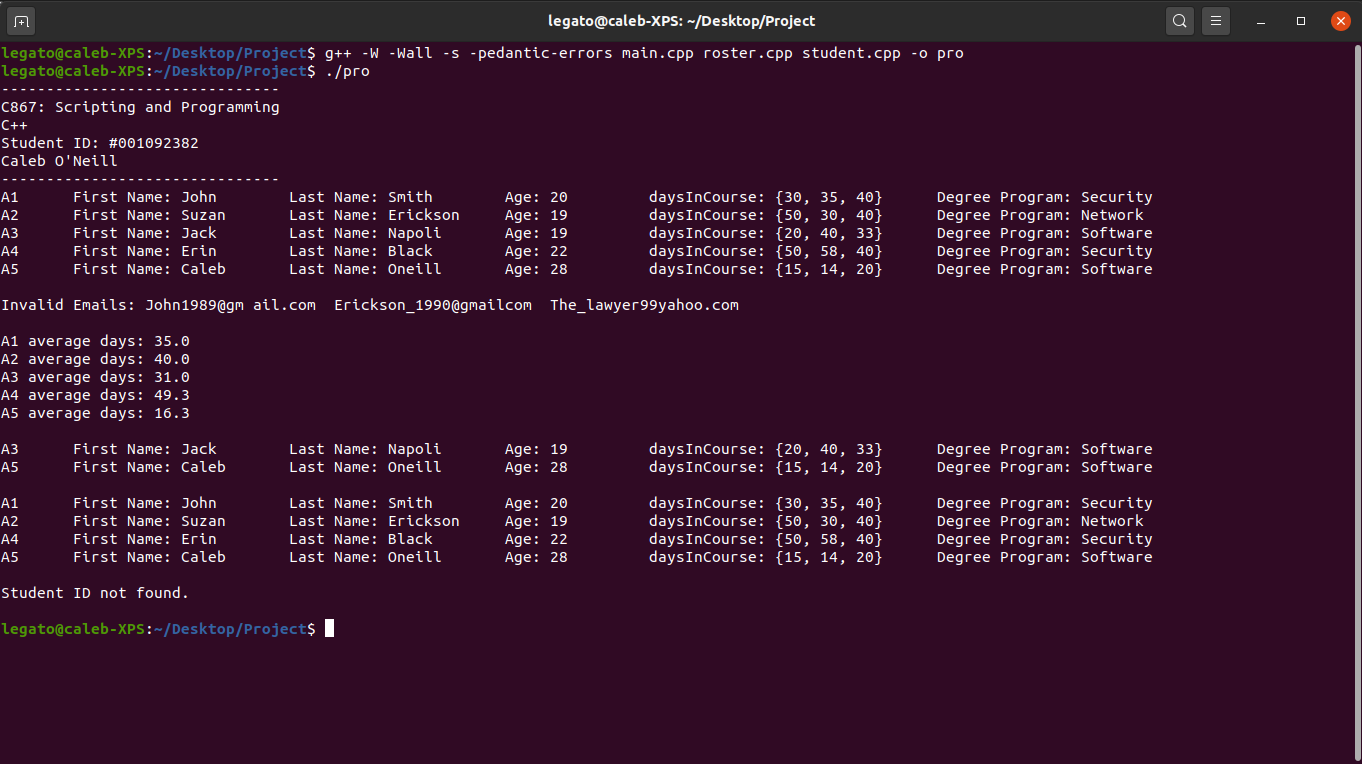 legato@caleb-XPS: ~/Desktop/Project
legato@caleb-XPS:~/Desktop/Project$ g++ -W -Wall -s -pedantic-errors main.cpp roster.cpp student.cpp -o pro
legato@caleb-XPS:~/Desktop/Project$ ./pro
-------------------------------
C867: Scripting and Programming
C++
Student ID: #001092382
Caleb O'Neill
-------------------------------
A1      First Name: John        Last Name: Smith        Age: 20         daysInCourse: {30, 35, 40}      Degree Program: Security
A2      First Name: Suzan       Last Name: Erickson     Age: 19         daysInCourse: {50, 30, 40}      Degree Program: Network
A3      First Name: Jack        Last Name: Napoli       Age: 19         daysInCourse: {20, 40, 33}      Degree Program: Software
A4      First Name: Erin        Last Name: Black        Age: 22         daysInCourse: {50, 58, 40}      Degree Program: Security
A5      First Name: Caleb       Last Name: Oneill       Age: 28         daysInCourse: {15, 14, 20}      Degree Program: Software

Invalid Emails: John1989@gm ail.com  Erickson_1990@gmailcom  The_lawyer99yahoo.com

A1 average days: 35.0
A2 average days: 40.0
A3 average days: 31.0
A4 average days: 49.3
A5 average days: 16.3

A3      First Name: Jack        Last Name: Napoli       Age: 19         daysInCourse: {20, 40, 33}      Degree Program: Software
A5      First Name: Caleb       Last Name: Oneill       Age: 28         daysInCourse: {15, 14, 20}      Degree Program: Software

A1      First Name: John        Last Name: Smith        Age: 20         daysInCourse: {30, 35, 40}      Degree Program: Security
A2      First Name: Suzan       Last Name: Erickson     Age: 19         daysInCourse: {50, 30, 40}      Degree Program: Network
A4      First Name: Erin        Last Name: Black        Age: 22         daysInCourse: {50, 58, 40}      Degree Program: Security
A5      First Name: Caleb       Last Name: Oneill       Age: 28         daysInCourse: {15, 14, 20}      Degree Program: Software

Student ID not found.

legato@caleb-XPS:~/Desktop/Project$